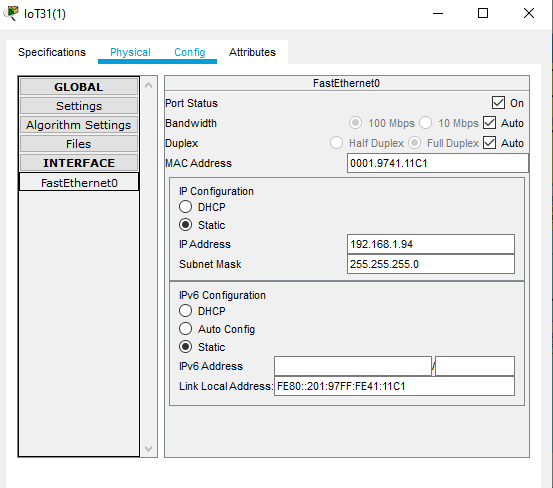 IoT31(1)
Specifications Physical Config Attributes
GLOBAL
Settings
Algorithm Settings
Files
INTERFACE
FastEthernet0
FastEthernet0
Port Status On
Bandwidth 100 Mbps 10 Mbps Auto
Duplex Half Duplex Full Duplex Auto
MAC Address 0001.9741.11C1
IP Configuration
DHCP
Static
IP Address 192.168.1.94
Subnet Mask 255.255.255.0
IPv6 Configuration
DHCP
Auto Config
Static
IPv6 Address /
Link Local Address: FE80::201:97FF:FE41:11C1